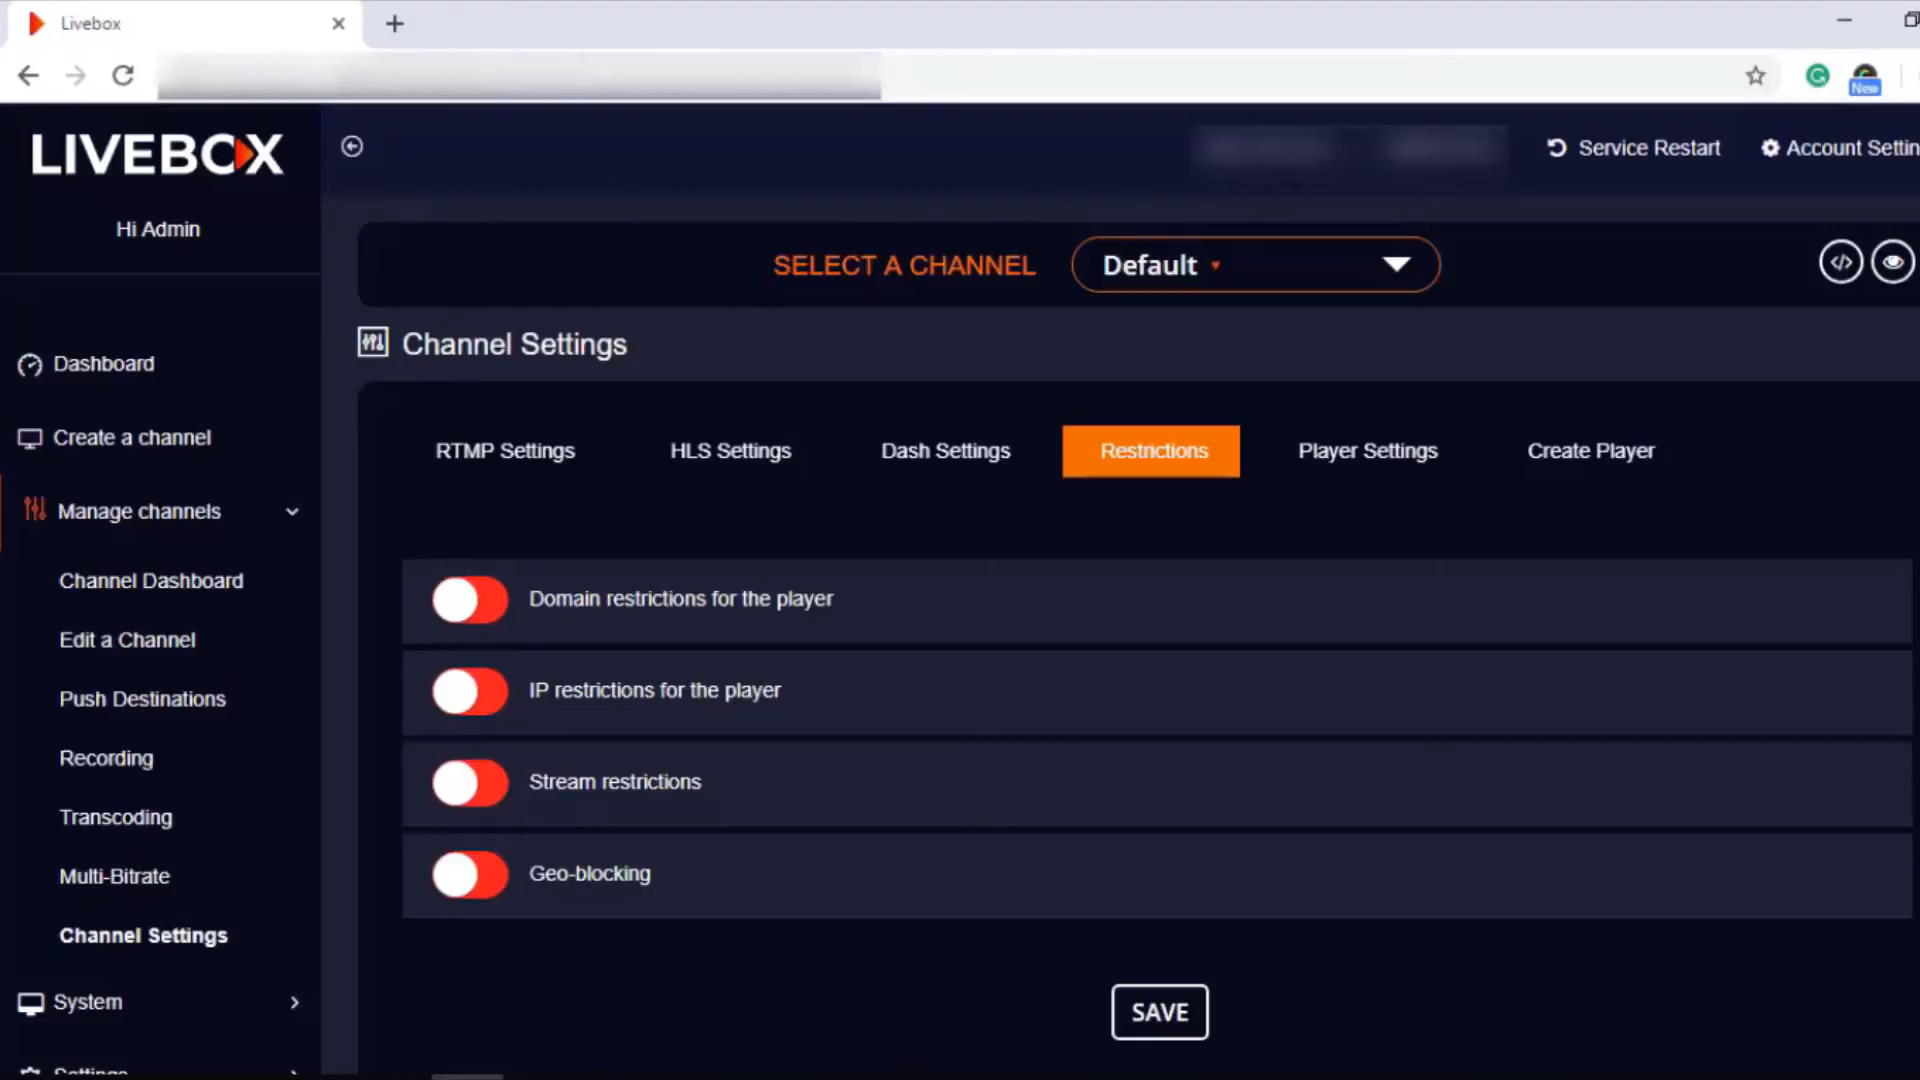 Livebox
New
LIVEBOX
Service Restart
Account Settin
Hi Admin
SELECT A CHANNEL
Default
Channel Settings
Dashboard
Create a channel
Manage channels
Channel Dashboard
Edit a Channel
Push Destinations
Recording
Transcoding
Multi-Bitrate
Channel Settings
System
Settings
RTMP Settings
HLS Settings
Dash Settings
Restrictions
Player Settings
Create Player
Domain restrictions for the player
IP restrictions for the player
Stream restrictions
Geo-blocking
SAVE